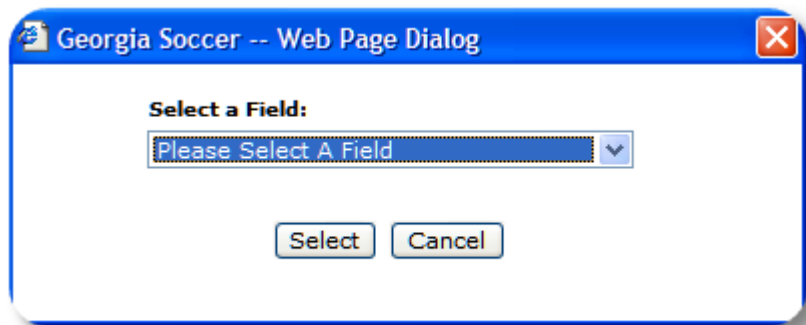 Georgia Soccer -- Web Page Dialog
Select a Field:
Please Select A Field
Select Cancel